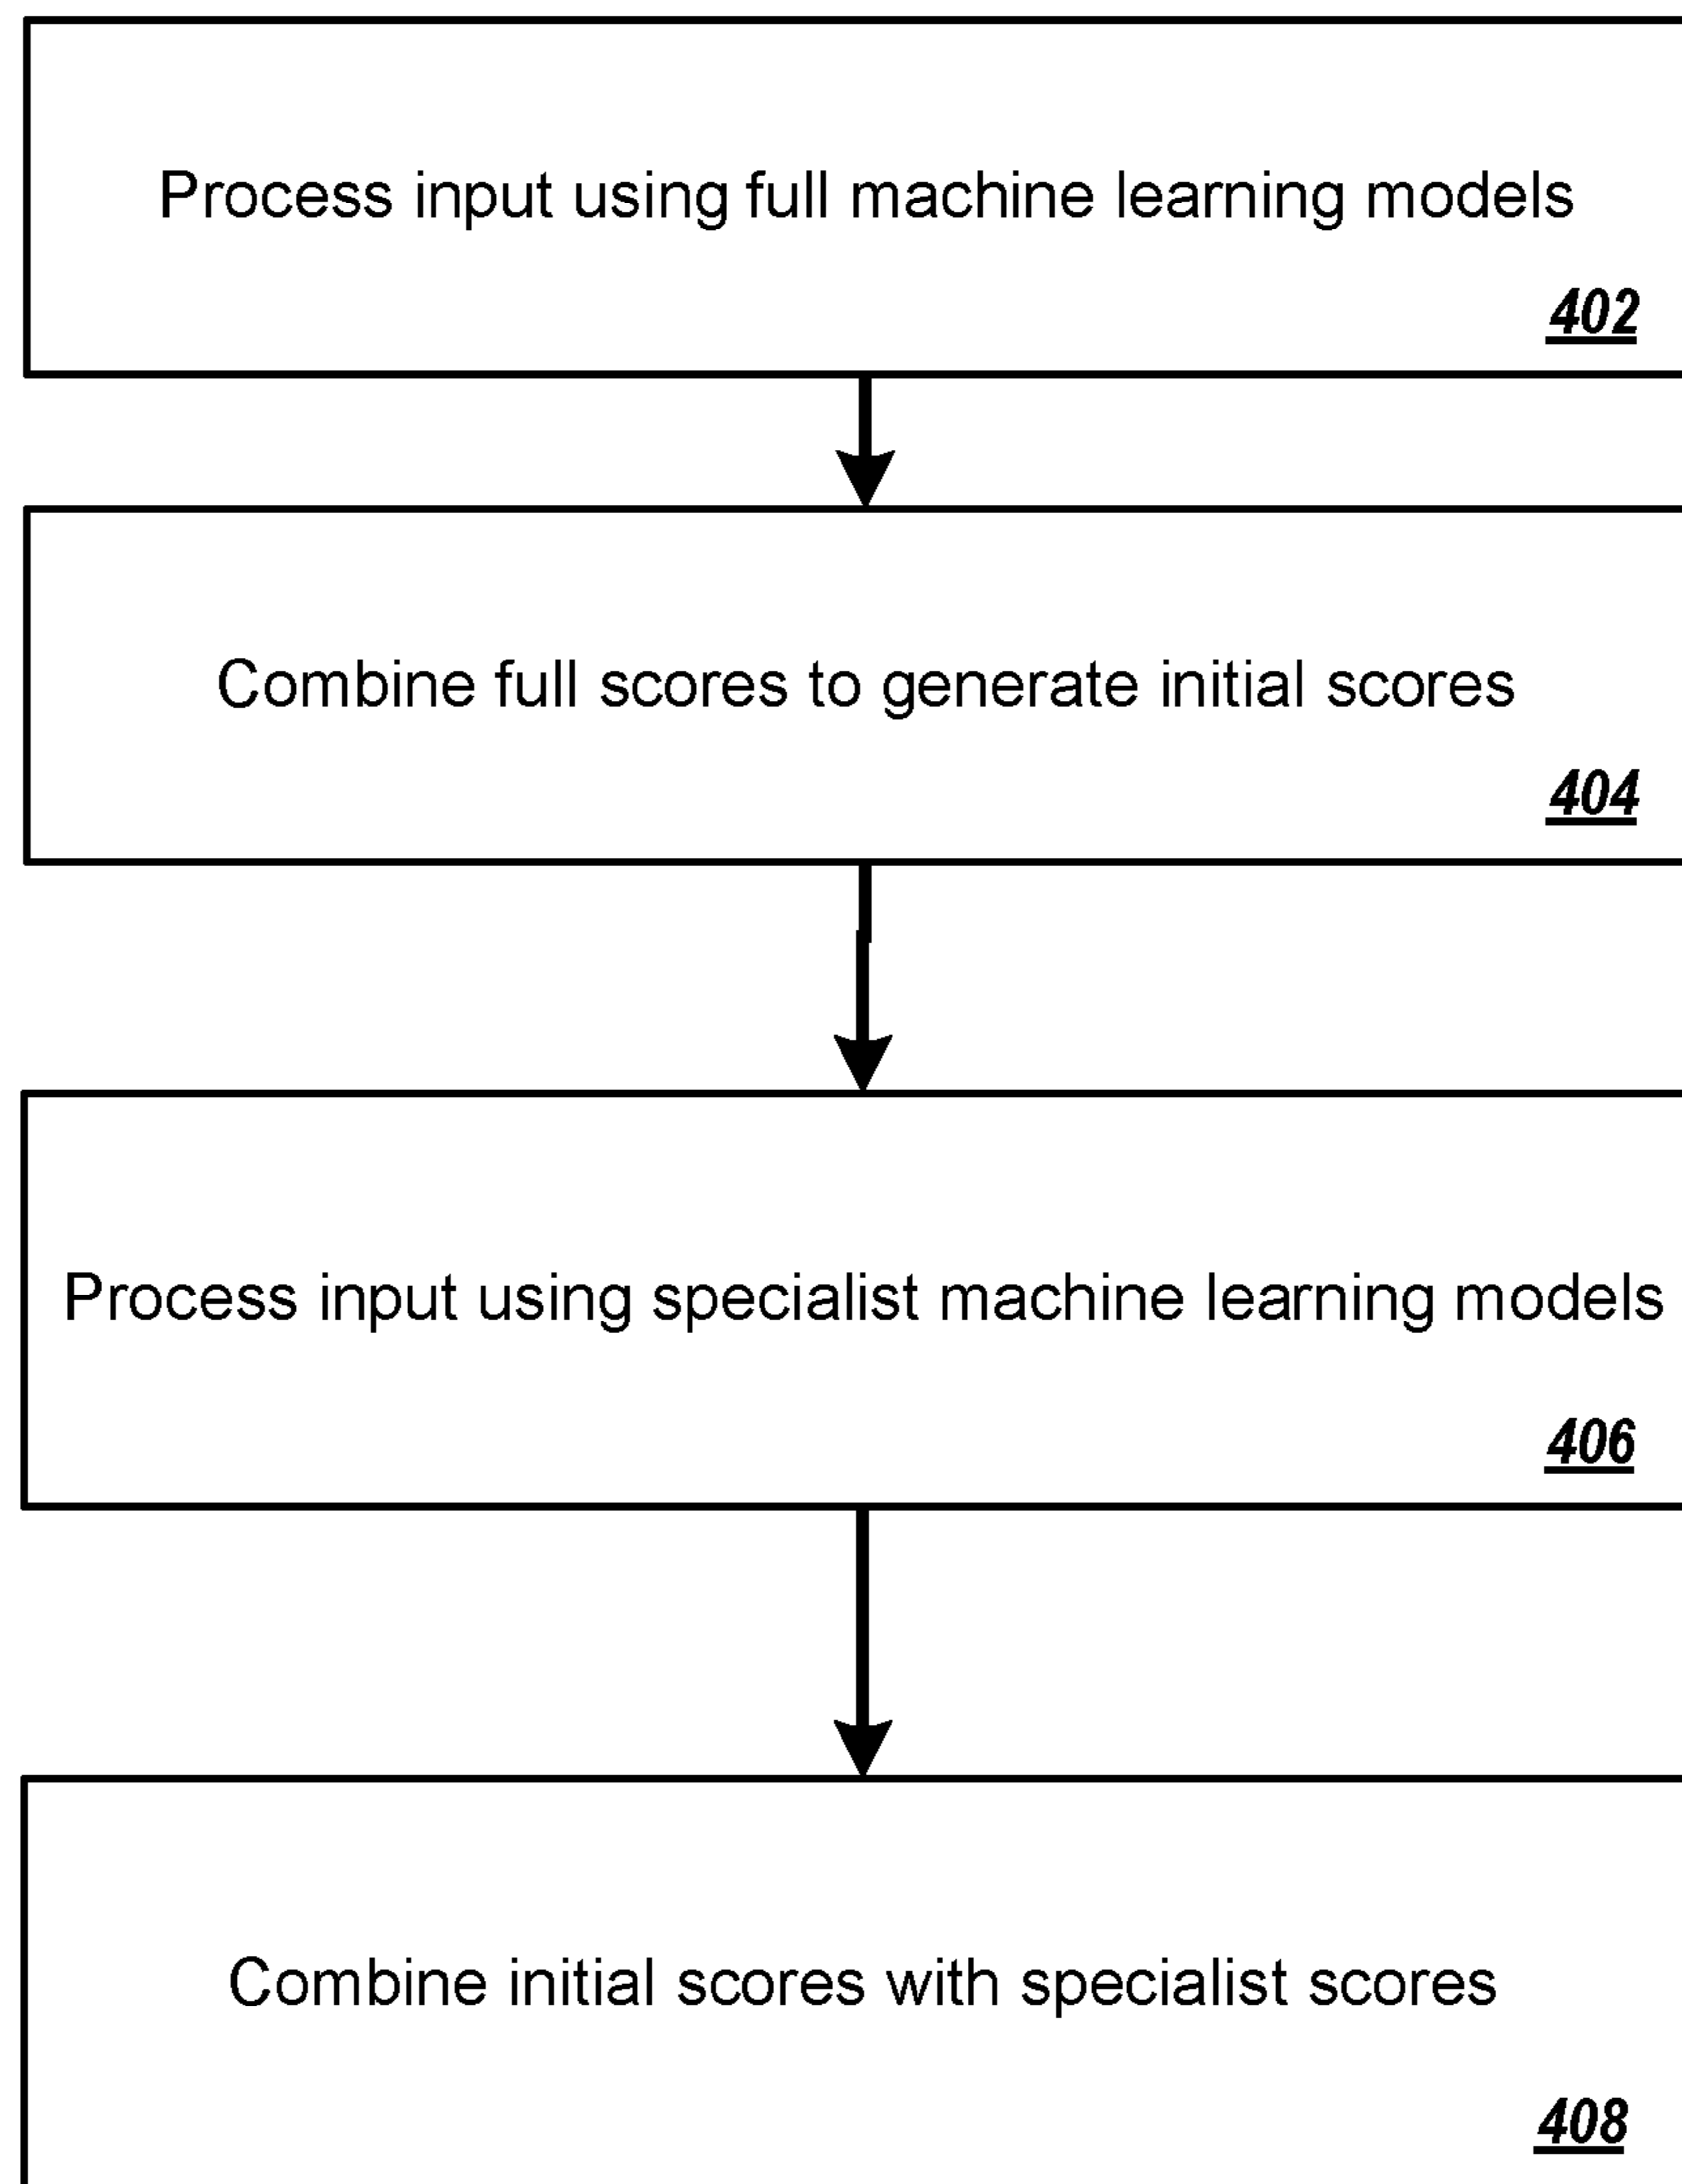 Process input using full machine learning models
402
Combine full scores to generate initial scores
404
Process input using specialist machine learning models
406
Combine initial scores with specialist scores
408